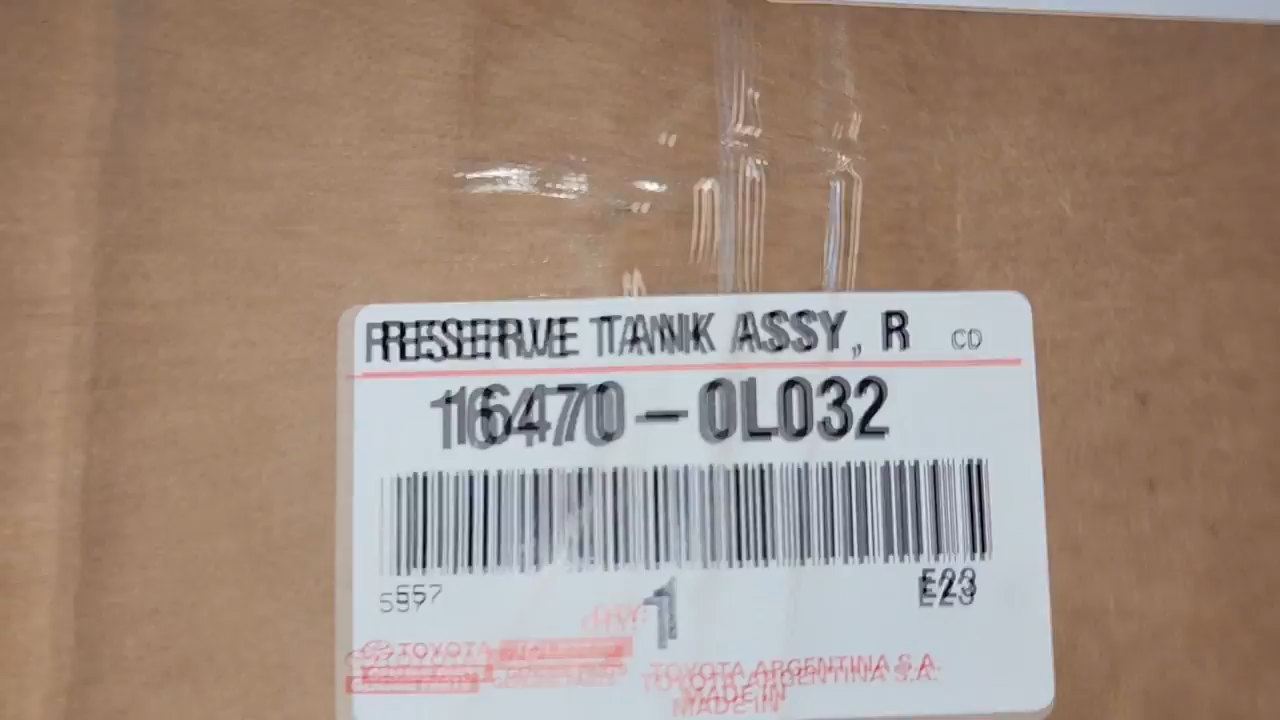 RESERVE TANK ASSY, R CD
16470-0L032
557 1 E23
TOYOTA
TOYOTA ARGENTINA S.A.
MADE IN